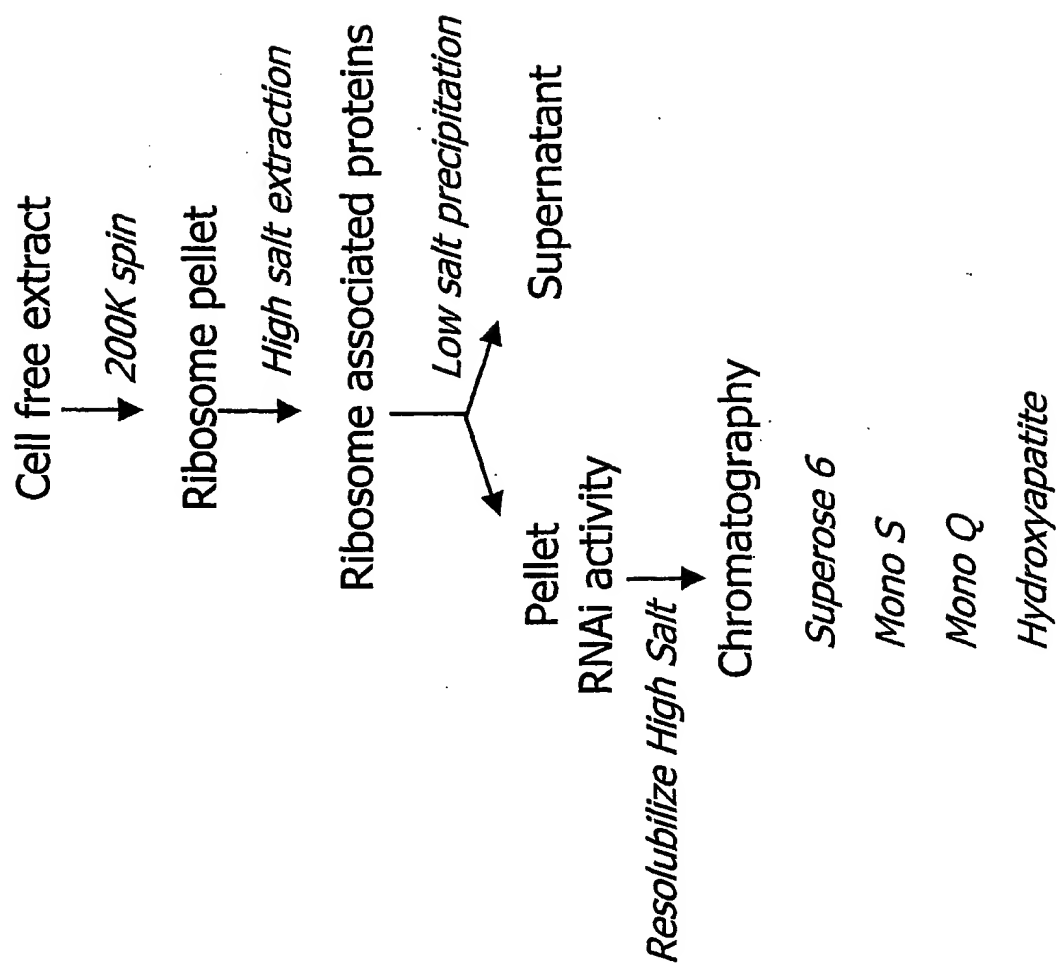 Cell free extract
200K spin
Ribosome pellet
High salt extraction
Ribosome associated proteins
Low salt precipitation
Pellet
RNAi activity
Supernatant
Resolubilize High Salt
Chromatography
Superose 6
Mono S
Mono Q
Hydroxyapatite